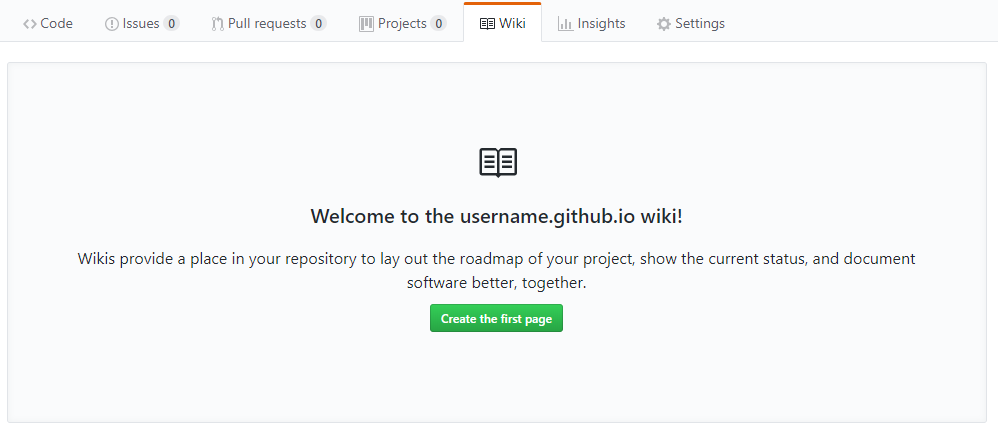 Code Issues 0 Pull requests 0 Projects 0 Wiki Insights Settings
Welcome to the username.github.io wiki!
Wikis provide a place in your repository to lay out the roadmap of your project, show the current status, and document
software better, together.
Create the first page